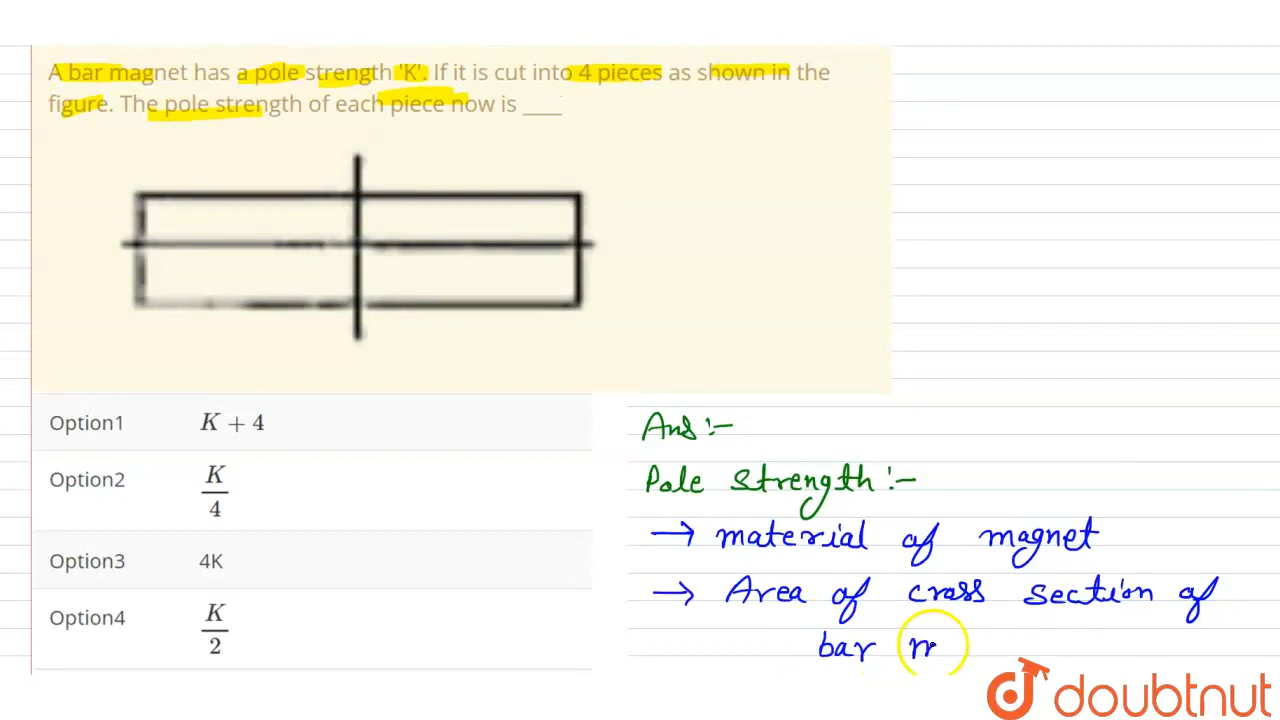 A bar magnet has a pole strength 'K'. If it is cut into 4 pieces as shown in the
figure. The pole strength of each piece now is ____
Option1 K + 4
Option2 K/4
Option3 4K
Option4 K/2
Ans :-
Pole strength :-
→ material of magnet
→ Area of cross section of
bar m
doubtnut